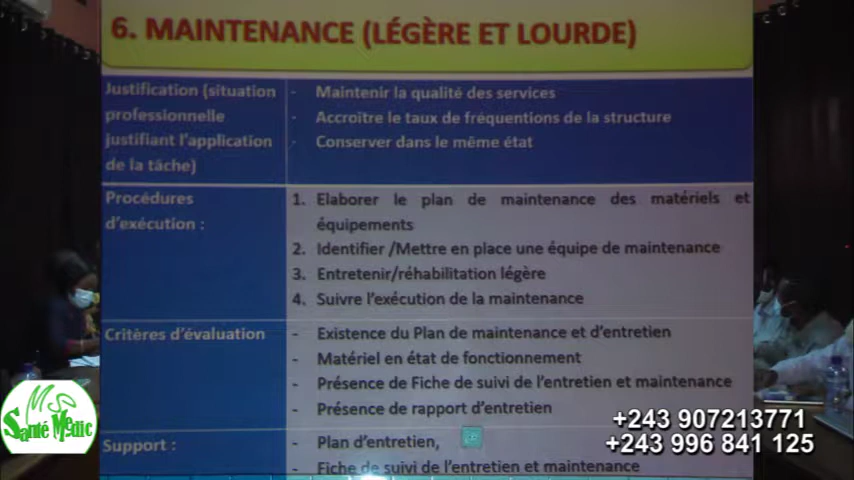 6. MAINTENANCE (LÉGÈRE ET LOURDE)
Justification (situation
professionnelle
justifiant l'application
de la tâche)
- Maintenir la qualité des services
- Accroître le taux de fréquentions de la structure
- Conserver dans le même état
Procédures
d'exécution :
1. Elaborer le plan de maintenance des matériels et
équipements
2. Identifier /Mettre en place une équipe de maintenance
3. Entretenir/réhabilitation légère
4. Suivre l'exécution de la maintenance
Critères d'évaluation
- Existence du Plan de maintenance et d'entretien
- Matériel en état de fonctionnement
- Présence de Fiche de suivi de l'entretien et maintenance
- Présence de rapport d'entretien
Support :
- Plan d'entretien,
- Fiche de suivi de l'entretien et maintenance
MSD
Santé Medic
+243 907213771
+243 996 841 125